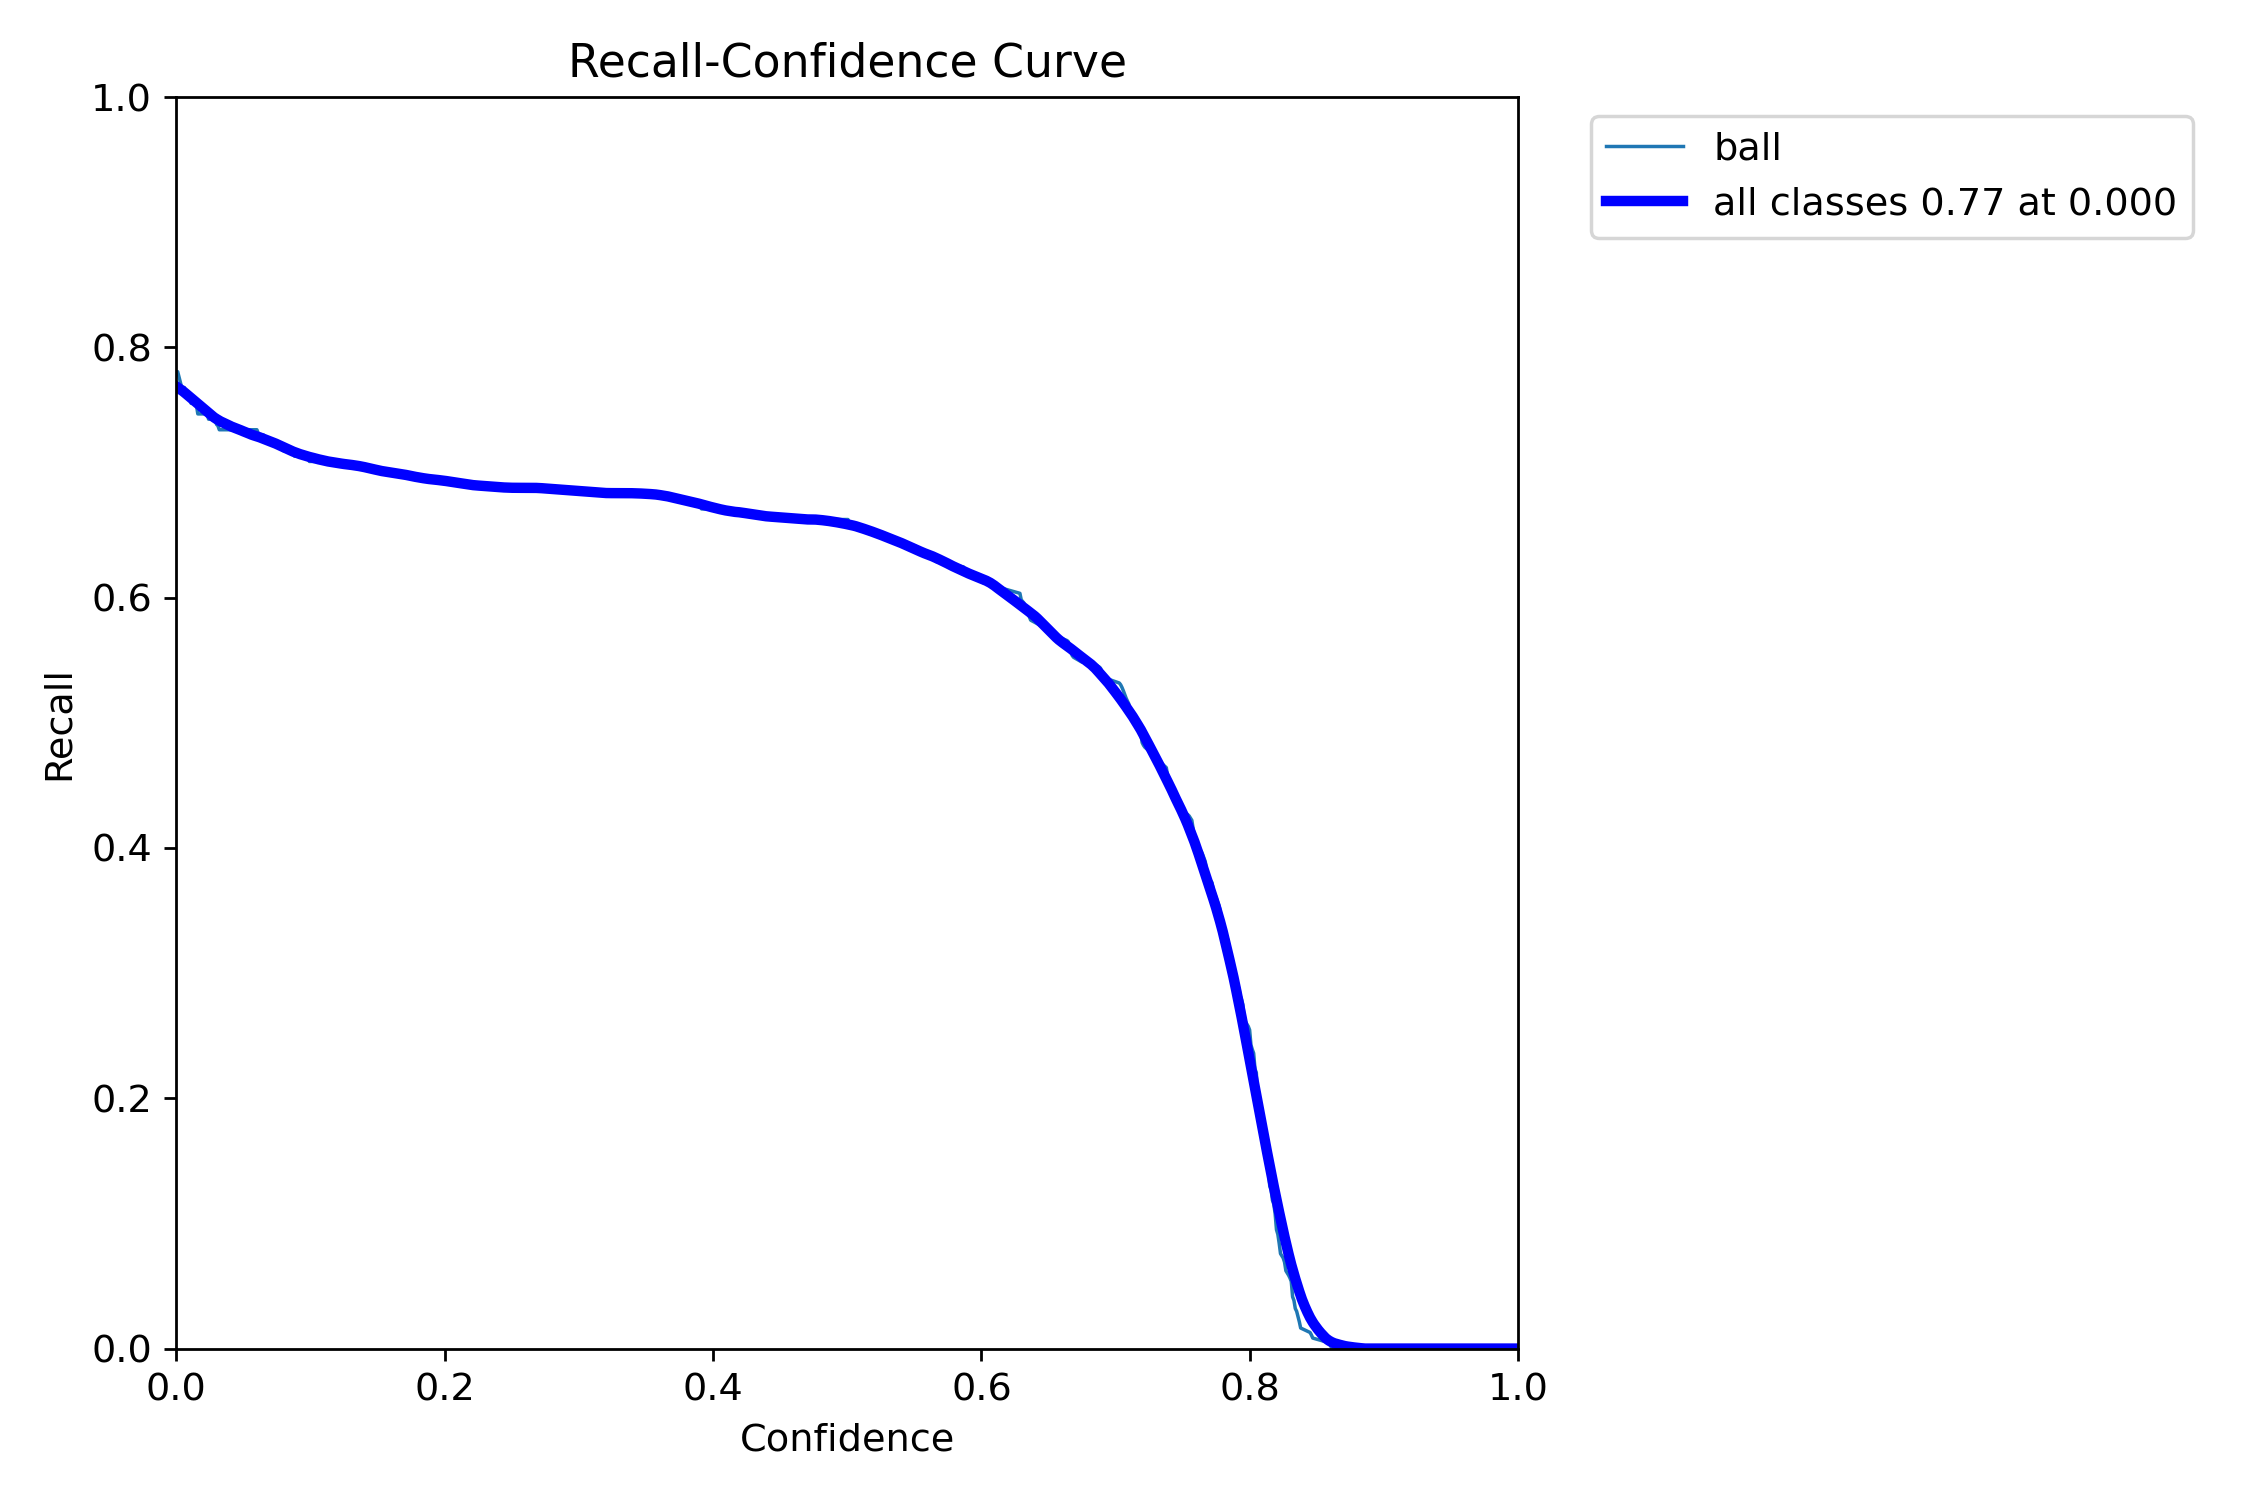 Recall-Confidence Curve
1.0
0.8
0.6
0.4
0.2
0.0
Recall
0.0 0.2 0.4 0.6 0.8 1.0
Confidence
ball
all classes 0.77 at 0.000